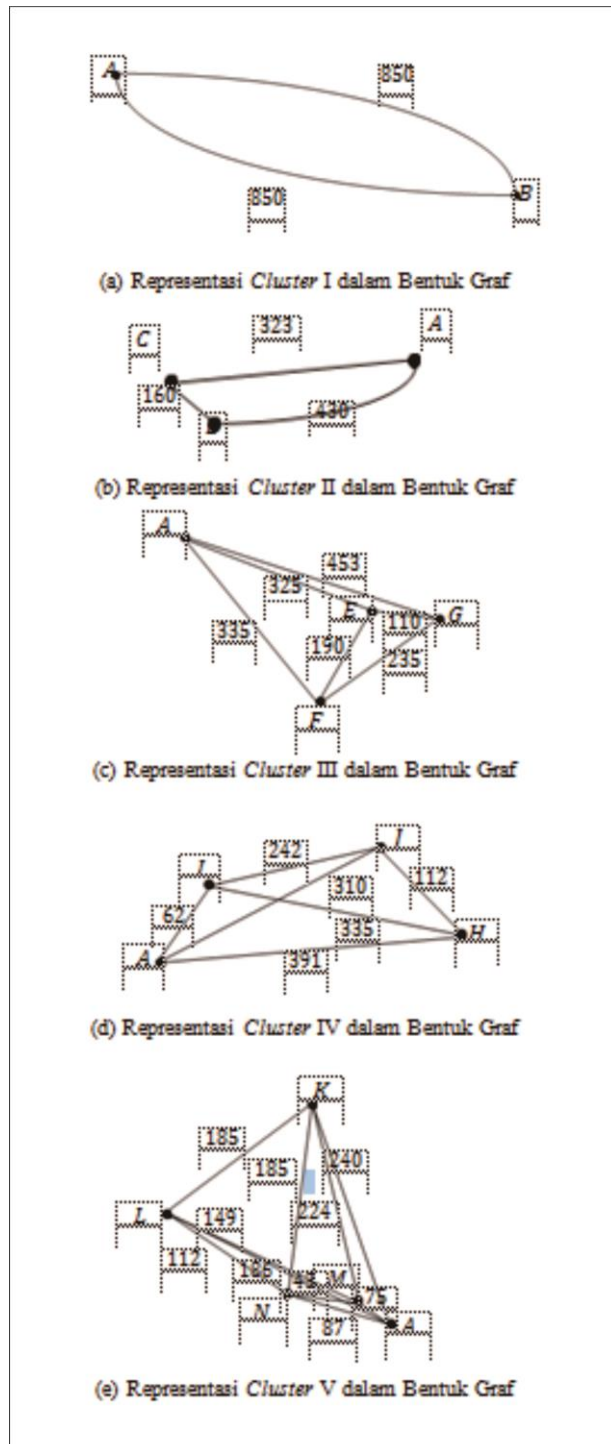 A
850
850
B
(a) Representasi Cluster I dalam Bentuk Graf
323
A
C
160
430
(b) Representasi Cluster II dalam Bentuk Graf
A
453
325
E
110
G
335
190
235
F
(c) Representasi Cluster III dalam Bentuk Graf
242
J
310
112
62
335
H
A
391
(d) Representasi Cluster IV dalam Bentuk Graf
K
185
185
240
L
149
224
112
M
75
N
87
A
(e) Representasi Cluster V dalam Bentuk Graf